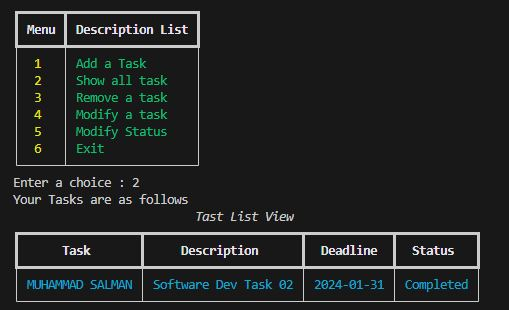 Menu Description List
1 Add a Task
2 Show all task
3 Remove a task
4 Modify a task
5 Modify Status
6 Exit
Enter a choice : 2
Your Tasks are as follows
Tast List View
Task Description Deadline Status
MUHAMMAD SALMAN Software Dev Task 02 2024-01-31 Completed